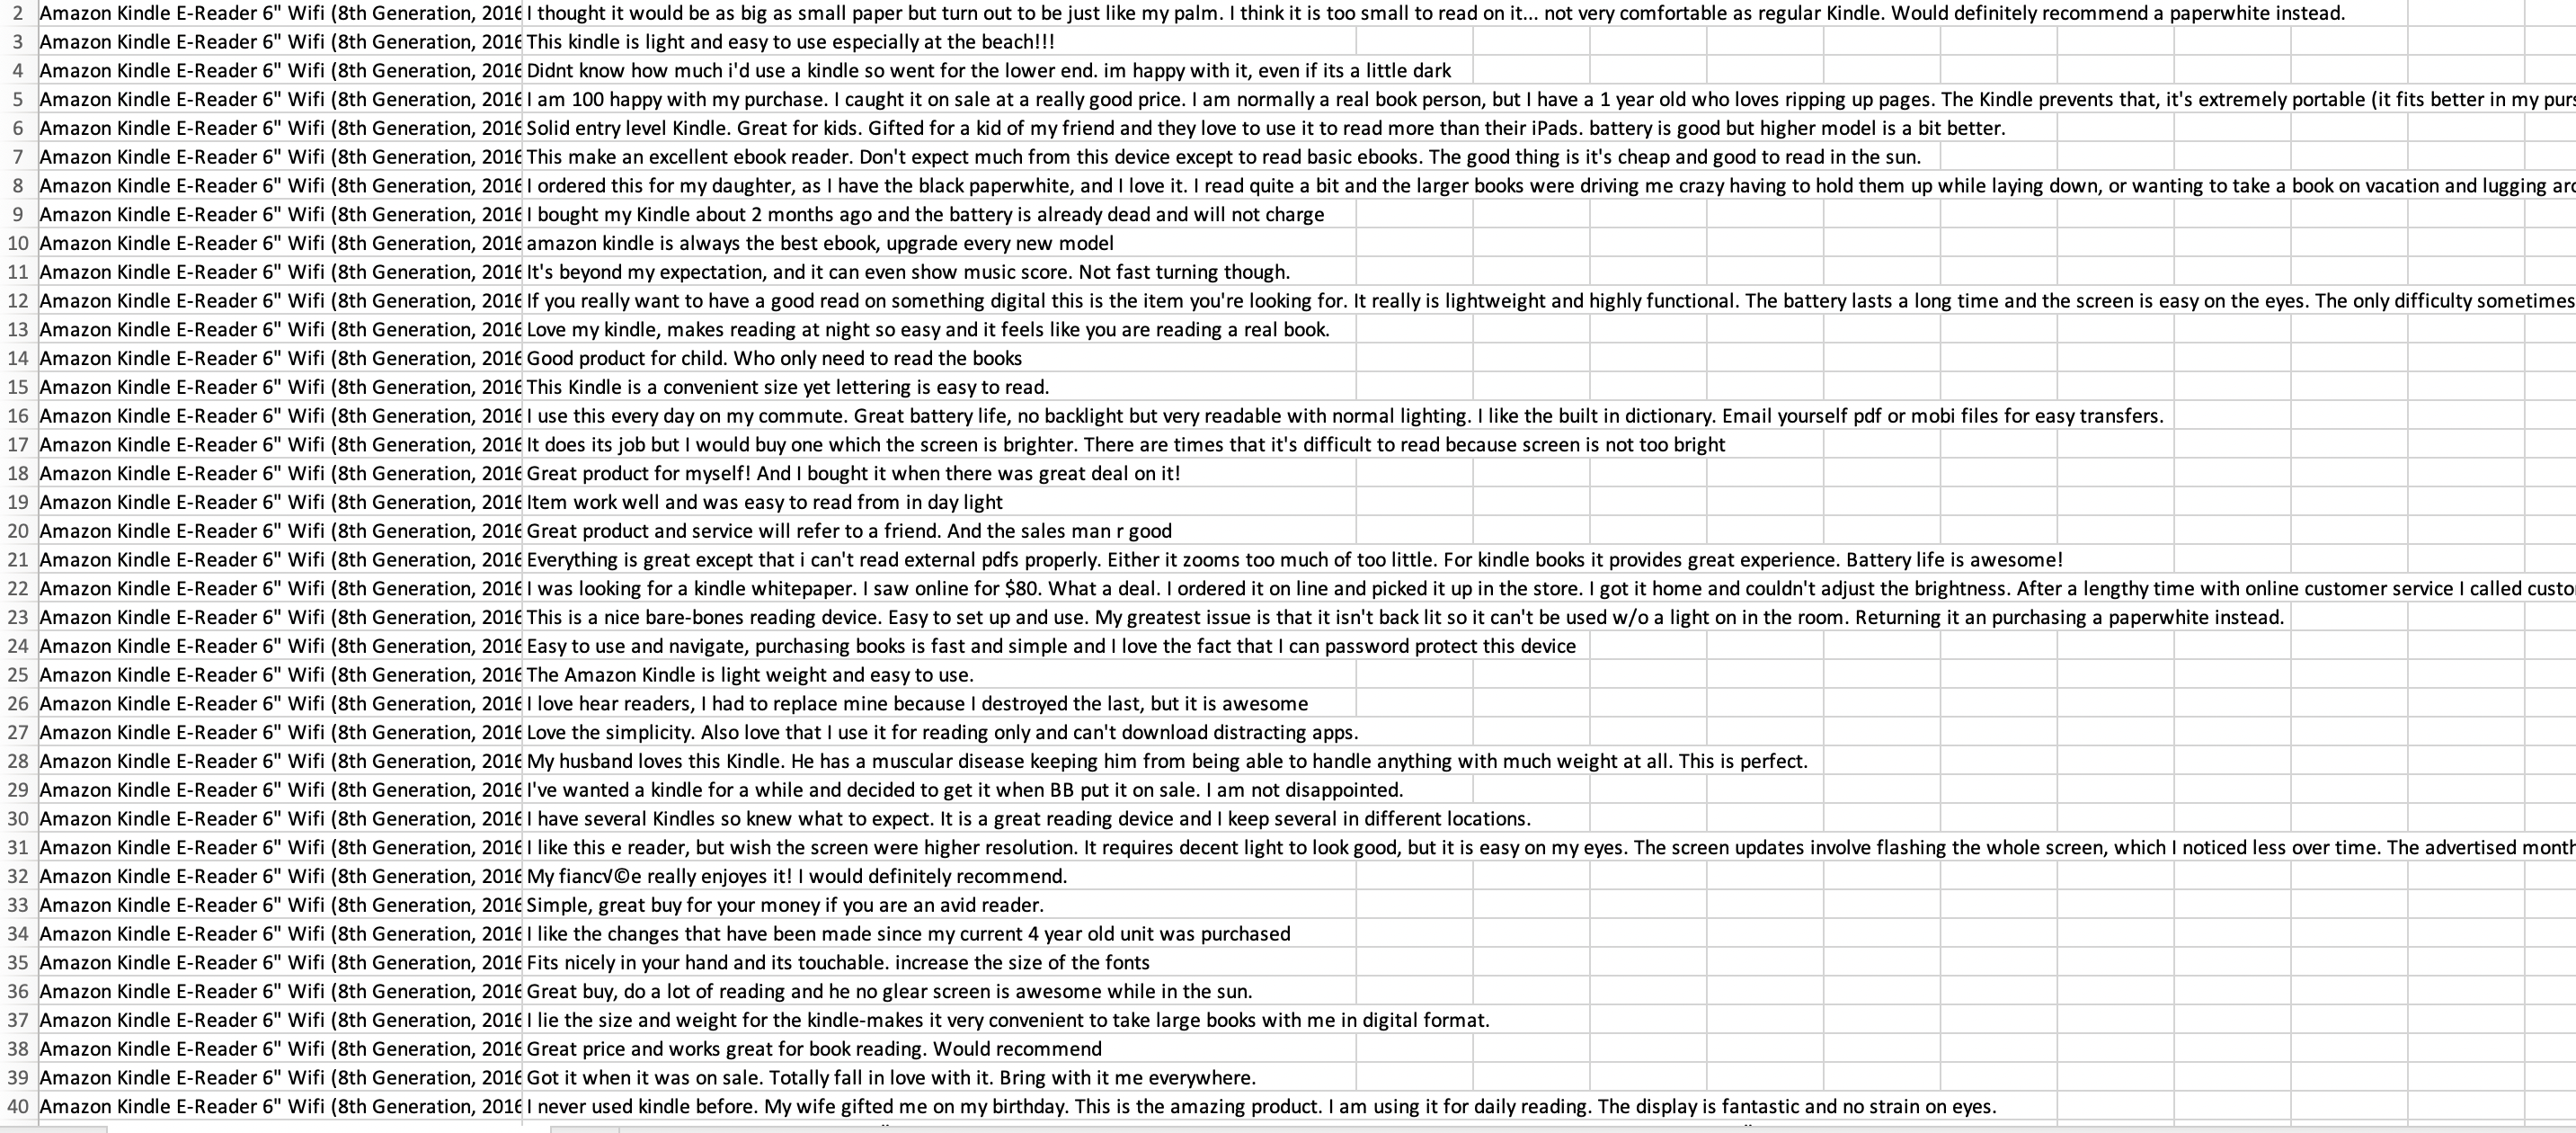 2 Amazon Kindle E-Reader 6" Wifi (8th Generation, 2016 I thought it would be as big as small paper but turn out to be just like my palm. I think it is too small to read on it... not very comfortable as regular Kindle. Would definitely recommend a paperwhite instead.
3 Amazon Kindle E-Reader 6" Wifi (8th Generation, 2016 This kindle is light and easy to use especially at the beach!!!
4 Amazon Kindle E-Reader 6" Wifi (8th Generation, 2016 Didnt know how much i'd use a kindle so went for the lower end. im happy with it, even if its a little dark
5 Amazon Kindle E-Reader 6" Wifi (8th Generation, 2016 I am 100 happy with my purchase. I caught it on sale at a really good price. I am normally a real book person, but I have a 1 year old who loves ripping up pages. The Kindle prevents that, it's extremely portable (it fits better in my
6 Amazon Kindle E-Reader 6" Wifi (8th Generation, 2016 Solid entry level Kindle. Great for kids. Gifted for a kid of my friend and they love to use it to read more than their iPads. battery is good but higher model is a bit better.
7 Amazon Kindle E-Reader 6" Wifi (8th Generation, 2016 This make an excellent ebook reader. Don't expect much from this device except to read basic ebooks. The good thing is it's cheap and good to read in the sun.
8 Amazon Kindle E-Reader 6" Wifi (8th Generation, 2016 I ordered this for my daughter, as I have the black paperwhite, and I love it. I read quite a bit and the larger books were driving me crazy having to hold them up while laying down, or wanting to take a book on vacation and lugging
9 Amazon Kindle E-Reader 6" Wifi (8th Generation, 2016 I bought my Kindle about 2 months ago and the battery is already dead and will not charge
10 Amazon Kindle E-Reader 6" Wifi (8th Generation, 2016 amazon kindle is always the best ebook, upgrade every new model
11 Amazon Kindle E-Reader 6" Wifi (8th Generation, 2016 It's beyond my expectation, and it can even show music score. Not fast turning though.
12 Amazon Kindle E-Reader 6" Wifi (8th Generation, 2016 If you really want to have a good read on something digital this is the item you're looking for. It really is lightweight and highly functional. The battery lasts a long time and the screen is easy on the eyes. The only difficulty sometimes
13 Amazon Kindle E-Reader 6" Wifi (8th Generation, 2016 Love my kindle, makes reading at night so easy and it feels like you are reading a real book.
14 Amazon Kindle E-Reader 6" Wifi (8th Generation, 2016 Good product for child. Who only need to read the books
15 Amazon Kindle E-Reader 6" Wifi (8th Generation, 2016 This Kindle is a convenient size yet lettering is easy to read.
16 Amazon Kindle E-Reader 6" Wifi (8th Generation, 2016 I use this every day on my commute. Great battery life, no backlight but very readable with normal lighting. I like the built in dictionary. Email yourself pdf or mobi files for easy transfers.
17 Amazon Kindle E-Reader 6" Wifi (8th Generation, 2016 It does its job but I would buy one which the screen is brighter. There are times that it's difficult to read because screen is not too bright
18 Amazon Kindle E-Reader 6" Wifi (8th Generation, 2016 Great product for myself! And I bought it when there was great deal on it!
19 Amazon Kindle E-Reader 6" Wifi (8th Generation, 2016 Item work well and was easy to read from in day light
20 Amazon Kindle E-Reader 6" Wifi (8th Generation, 2016 Great product and service will refer to a friend. And the sales man r good
21 Amazon Kindle E-Reader 6" Wifi (8th Generation, 2016 Everything is great except that i can't read external pdfs properly. Either it zooms too much of too little. For kindle books it provides great experience. Battery life is awesome!
22 Amazon Kindle E-Reader 6" Wifi (8th Generation, 2016 I was looking for a kindle whitepaper. I saw online for $80. What a deal. I ordered it on line and picked it up in the store. I got it home and couldn't adjust the brightness. After a lengthy time with online customer service I called
23 Amazon Kindle E-Reader 6" Wifi (8th Generation, 2016 This is a nice bare-bones reading device. Easy to set up and use. My greatest issue is that it isn't back lit so it can't be used w/o a light on in the room. Returning it an purchasing a paperwhite instead.
24 Amazon Kindle E-Reader 6" Wifi (8th Generation, 2016 Easy to use and navigate, purchasing books is fast and simple and I love the fact that I can password protect this device
25 Amazon Kindle E-Reader 6" Wifi (8th Generation, 2016 The Amazon Kindle is light weight and easy to use.
26 Amazon Kindle E-Reader 6" Wifi (8th Generation, 2016 I love hear readers, I had to replace mine because I destroyed the last, but it is awesome
27 Amazon Kindle E-Reader 6" Wifi (8th Generation, 2016 Love the simplicity. Also love that I use it for reading only and can't download distracting apps.
28 Amazon Kindle E-Reader 6" Wifi (8th Generation, 2016 My husband loves this Kindle. He has a muscular disease keeping him from being able to handle anything with much weight at all. This is perfect.
29 Amazon Kindle E-Reader 6" Wifi (8th Generation, 2016 I've wanted a kindle for a while and decided to get it when BB put it on sale. I am not disappointed.
30 Amazon Kindle E-Reader 6" Wifi (8th Generation, 2016 I have several Kindles so knew what to expect. It is a great reading device and I keep several in different locations.
31 Amazon Kindle E-Reader 6" Wifi (8th Generation, 2016 I like this e reader, but wish the screen were higher resolution. It requires decent light to look good, but it is easy on my eyes. The screen updates involve flashing the whole screen, which I noticed less over time. The advertised month
32 Amazon Kindle E-Reader 6" Wifi (8th Generation, 2016 My fianc√©e really enjoyes it! I would definitely recommend.
33 Amazon Kindle E-Reader 6" Wifi (8th Generation, 2016 Simple, great buy for your money if you are an avid reader.
34 Amazon Kindle E-Reader 6" Wifi (8th Generation, 2016 I like the changes that have been made since my current 4 year old unit was purchased
35 Amazon Kindle E-Reader 6" Wifi (8th Generation, 2016 Fits nicely in your hand and its touchable. increase the size of the fonts
36 Amazon Kindle E-Reader 6" Wifi (8th Generation, 2016 Great buy, do a lot of reading and he no glear screen is awesome while in the sun.
37 Amazon Kindle E-Reader 6" Wifi (8th Generation, 2016 I lie the size and weight for the kindle-makes it very convenient to take large books with me in digital format.
38 Amazon Kindle E-Reader 6" Wifi (8th Generation, 2016 Great price and works great for book reading. Would recommend
39 Amazon Kindle E-Reader 6" Wifi (8th Generation, 2016 Got it when it was on sale. Totally fall in love with it. Bring with it me everywhere.
40 Amazon Kindle E-Reader 6" Wifi (8th Generation, 2016 I never used kindle before. My wife gifted me on my birthday. This is the amazing product. I am using it for daily reading. The display is fantastic and no strain on eyes.